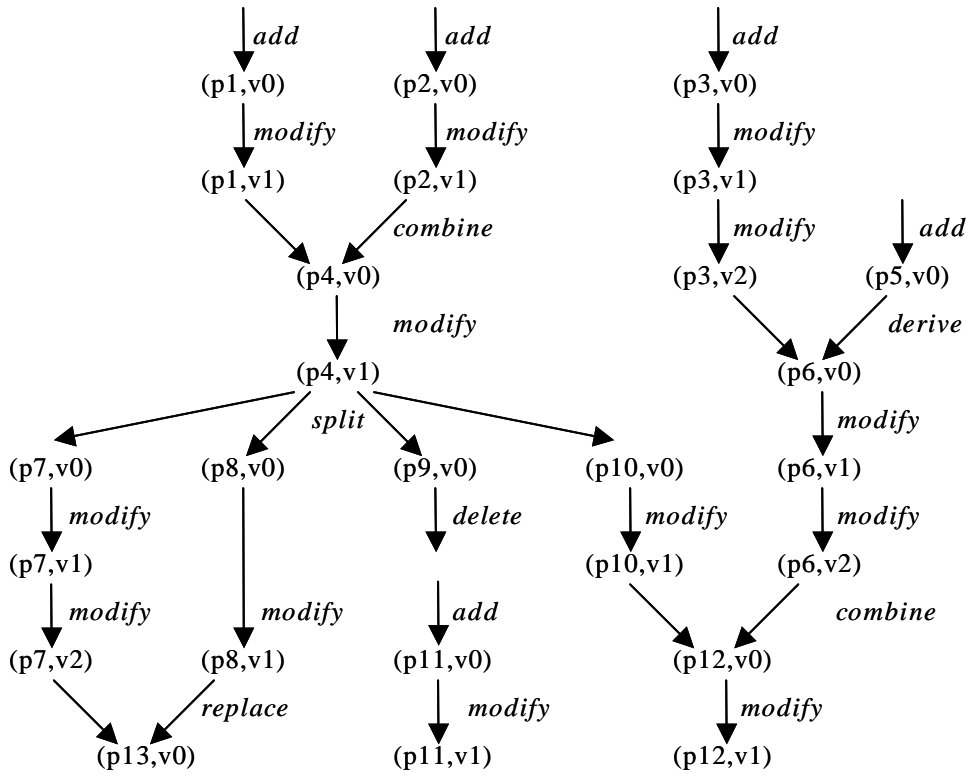 add add add
(p1,v0) (p2,v0) (p3,v0)
modify modify modify
(p1,v1) (p2,v1) (p3,v1)
combine modify add
(p4,v0) (p3,v2) (p5,v0)
modify derive
(p4,v1) (p6,v0)
split modify
(p7,v0) (p8,v0) (p9,v0) (p10,v0) (p6,v1)
modify delete modify modify
(p7,v1) (p10,v1) (p6,v2)
modify modify add combine
(p7,v2) (p8,v1) (p11,v0) (p12,v0)
replace modify modify
(p13,v0) (p11,v1) (p12,v1)